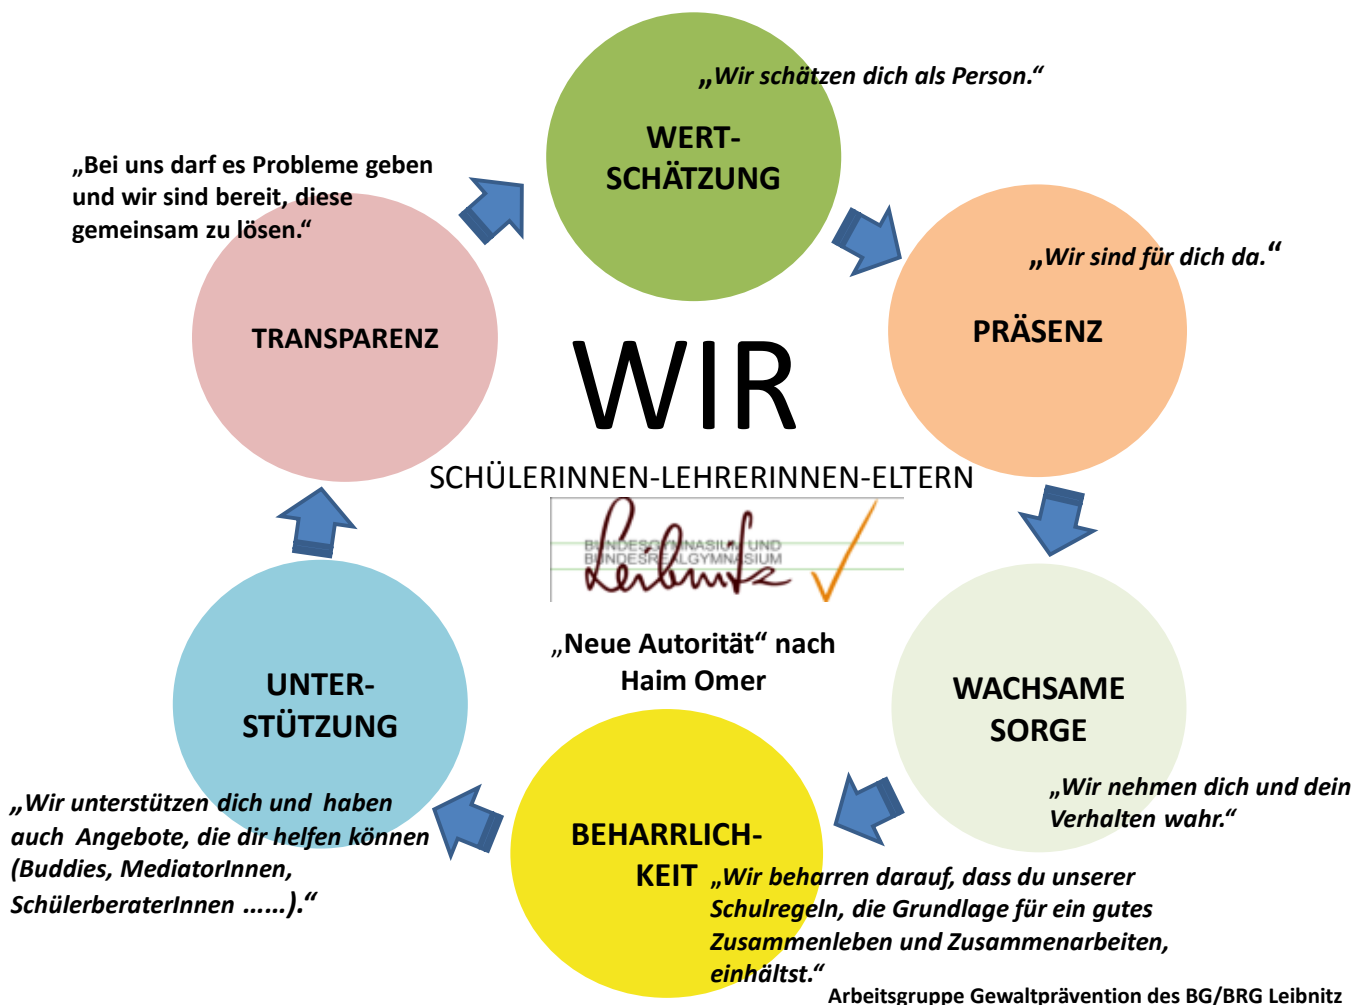 „Wir schätzen dich als Person.“
WERT-
SCHÄTZUNG
„Bei uns darf es Probleme geben
und wir sind bereit, diese
gemeinsam zu lösen.“
„Wir sind für dich da.“
TRANSPARENZ
PRÄSENZ
WIR
SCHÜLERINNEN-LEHRERINNEN-ELTERN
BUNDESGYMNASIUM UND
BUNDESREALGYMNASIUM
Leibnitz
„Neue Autorität“ nach
Haim Omer
UNTER-
STÜTZUNG
WACHSAME
SORGE
„Wir nehmen dich und dein
Verhalten wahr.“
„Wir unterstützen dich und haben
auch Angebote, die dir helfen können
(Buddies, MediatorInnen,
SchülerberaterInnen ……).“
BEHARRLICH-
KEIT
„Wir beharren darauf, dass du unserer
Schulregeln, die Grundlage für ein gutes
Zusammenleben und Zusammenarbeiten,
einhältst.“
Arbeitsgruppe Gewaltprävention des BG/BRG Leibnitz